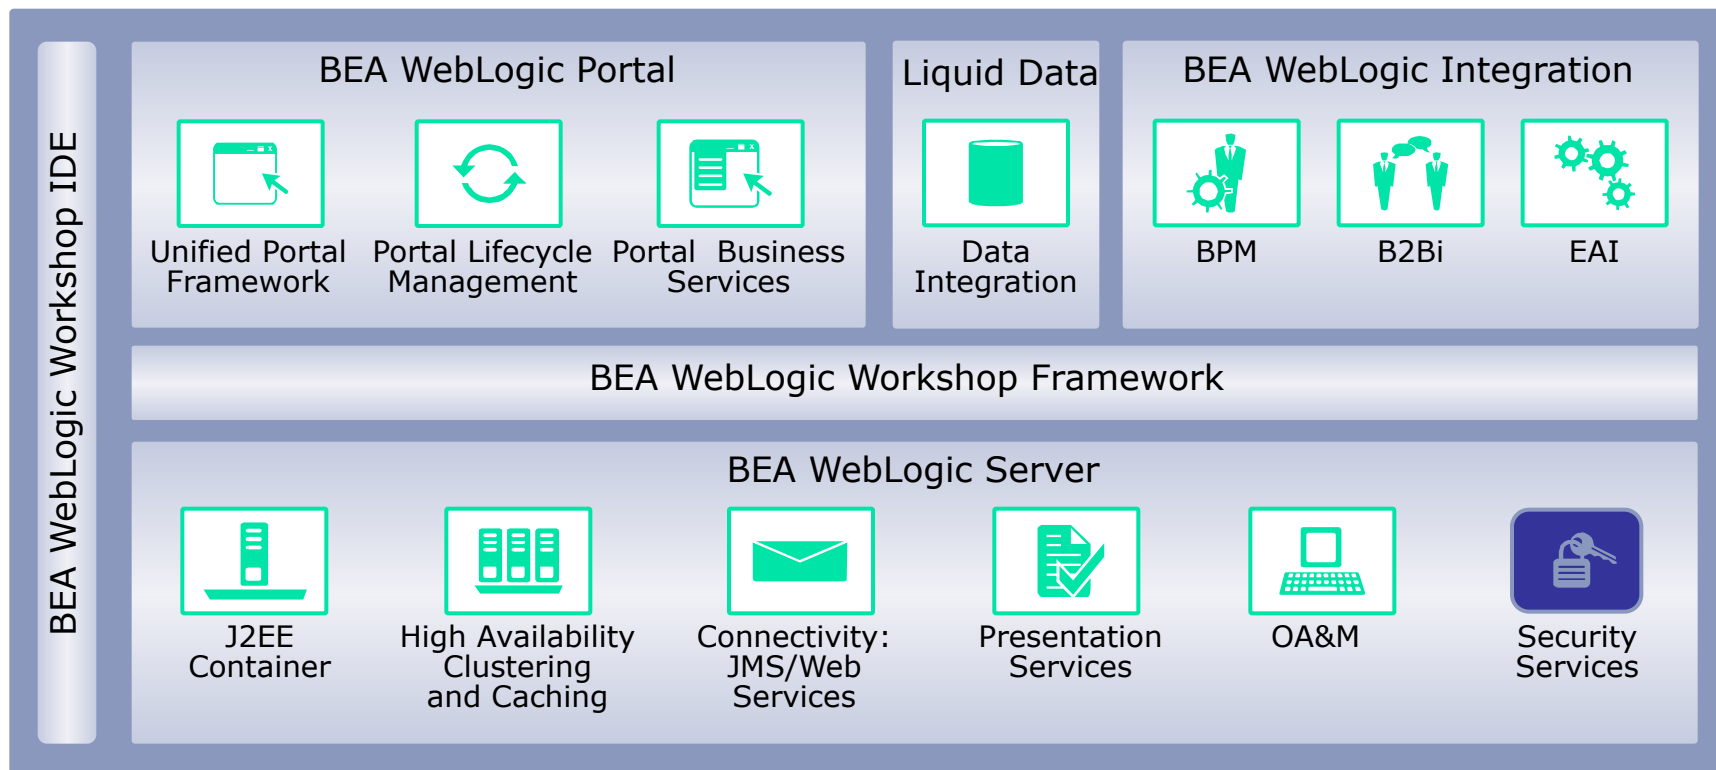 BEA WebLogic Workshop IDE
BEA WebLogic Portal
Unified Portal
Framework
Portal Lifecycle
Management
Portal Business
Services
Liquid Data
Data
Integration
BEA WebLogic Integration
BPM
B2Bi
EAI
BEA WebLogic Workshop Framework
BEA WebLogic Server
J2EE
Container
High Availability
Clustering
and Caching
Connectivity:
JMS/Web
Services
Presentation
Services
OA&M
Security
Services